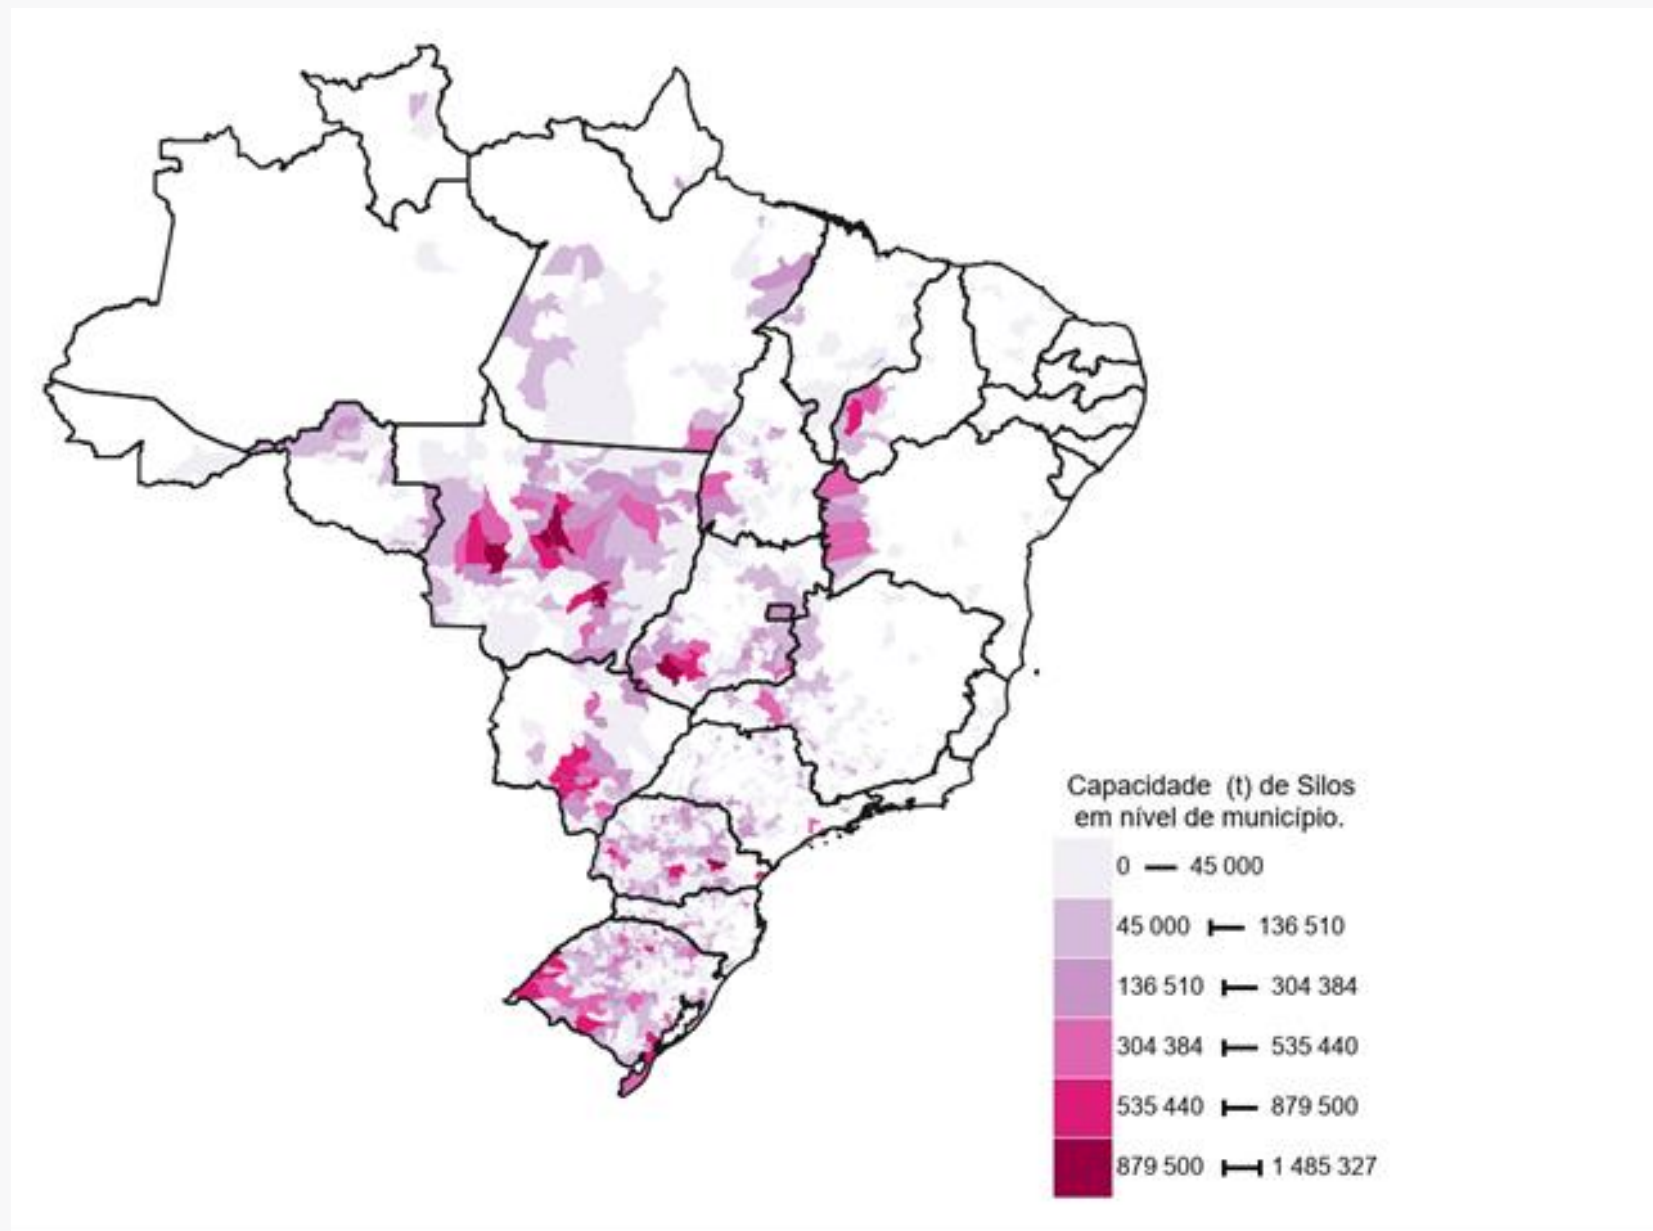 Capacidade (t) de Silos
em nível de município.
0 — 45 000
45 000 ⊢ 136 510
136 510 ⊢ 304 384
304 384 ⊢ 535 440
535 440 ⊢ 879 500
879 500 ⊢⊣ 1 485 327